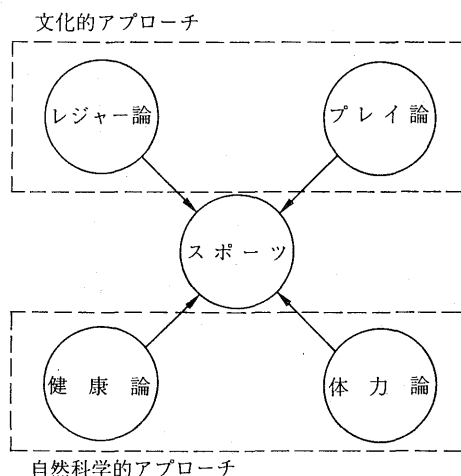 文化的アプローチ
レジャー論
プレイ論
スポーツ
健康論
体力論
自然科学的アプローチ